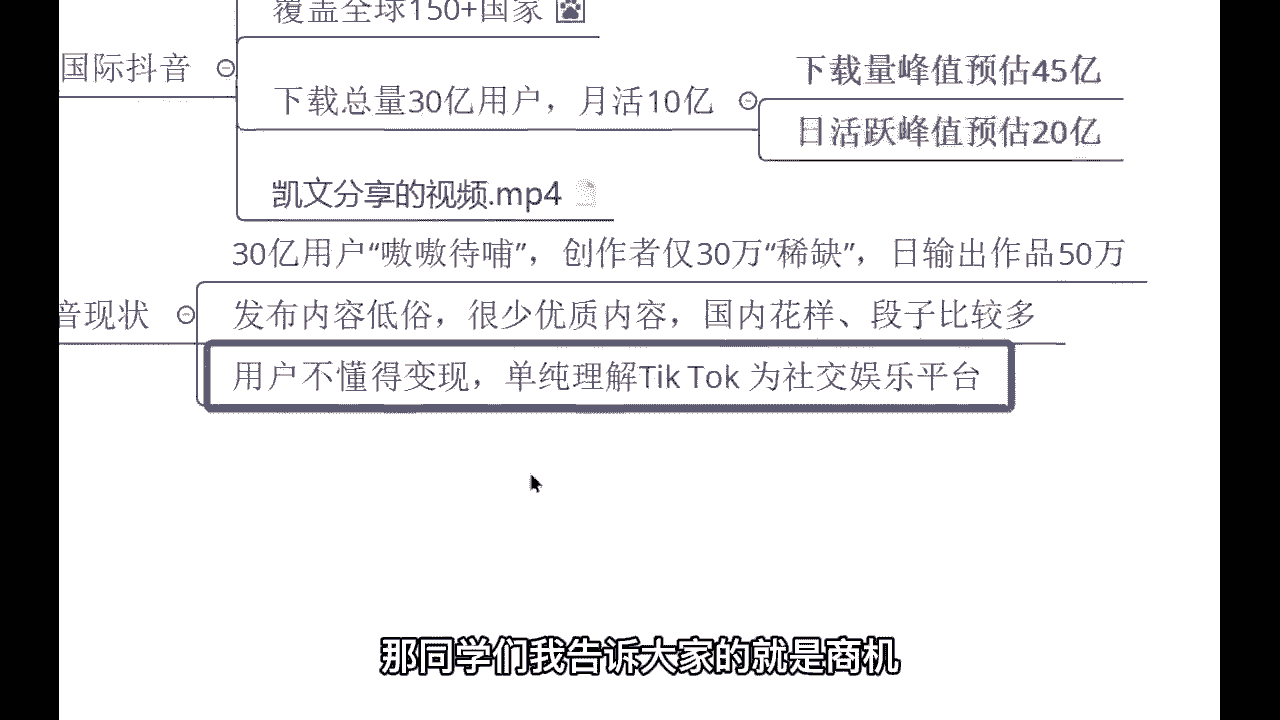 覆盖全球150+国家
国际抖音
下载总量30亿用户，月活10亿
下载量峰值预估45亿
日活跃峰值预估20亿
凯文分享的视频.mp4
30亿用户“嗷嗷待哺”，创作者仅30万“稀缺”，日输出作品50万
音现状
发布内容低俗，很少优质内容，国内花样、段子比较多
用户不懂得变现，单纯理解Tik Tok 为社交娱乐平台
那同学们我告诉大家的就是商机